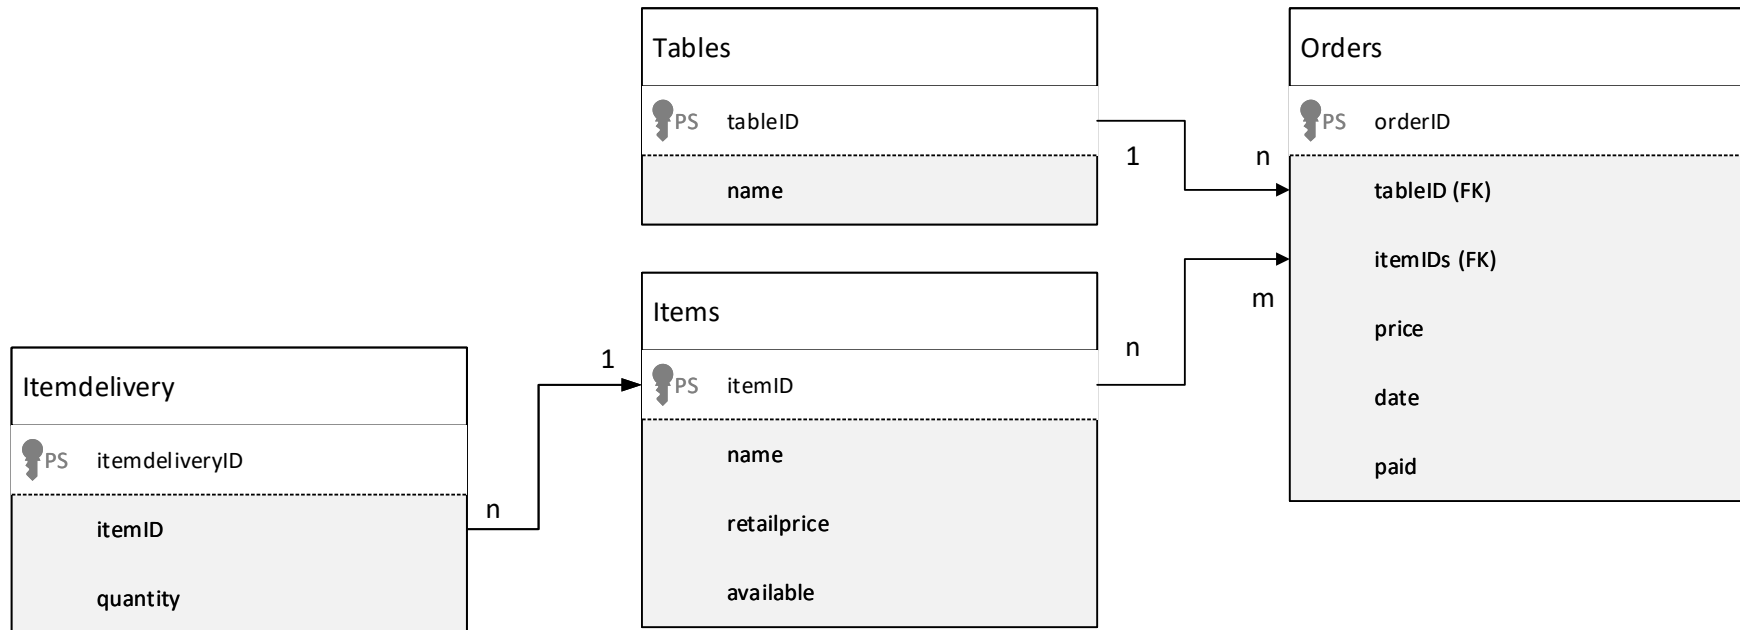 Tables
PS tableID
name
1
Orders
PS orderID
tableID (FK)
itemIDs (FK)
price
date
paid
n
m
Items
PS itemID
name
retailprice
available
n
1
Itemdelivery
PS itemdeliveryID
itemID
quantity
n